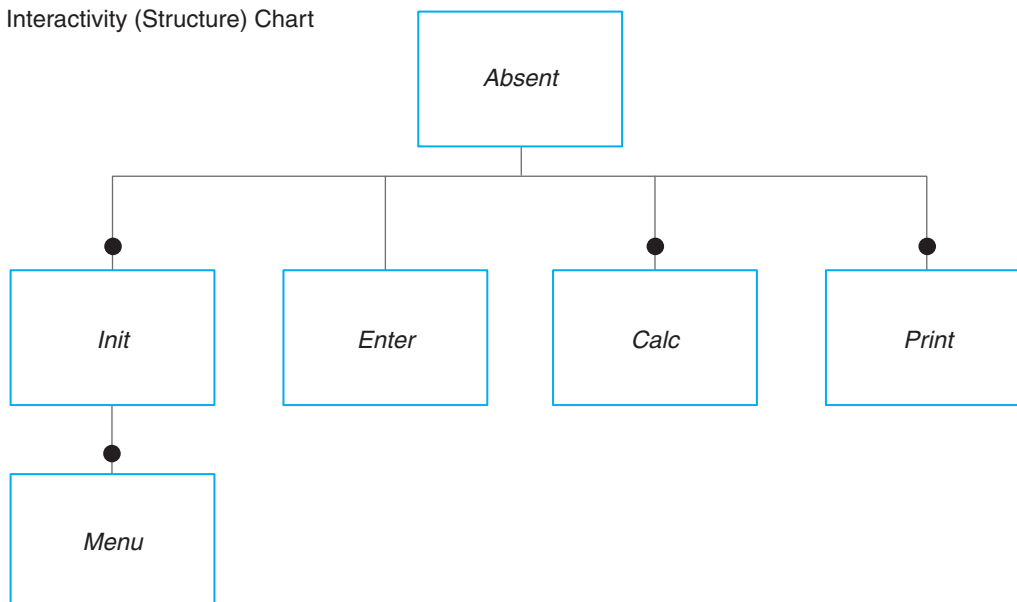 Interactivity (Structure) Chart
Absent
Init
Enter
Calc
Print
Menu